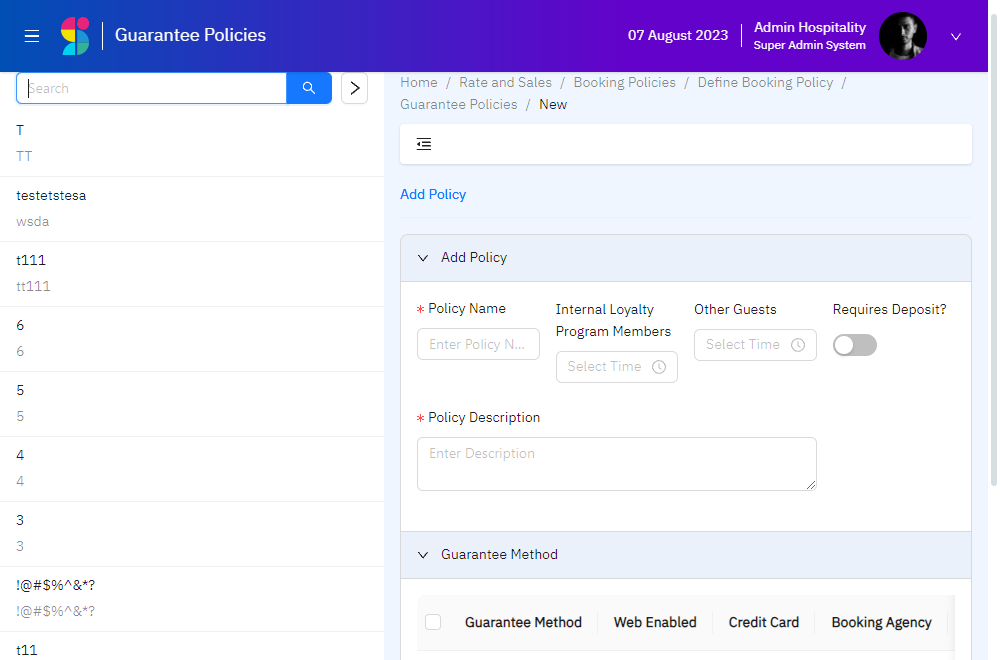 Guarantee Policies
07 August 2023
Admin Hospitality
Super Admin System
Search
T
TT
testetstesa
wsda
t111
tt111
6
6
5
5
4
4
3
3
!@#$%^&*?
!@#$%^&*?
t11
Home / Rate and Sales / Booking Policies / Define Booking Policy /
Guarantee Policies / New
Add Policy
Add Policy
* Policy Name
Enter Policy N...
Internal Loyalty
Program Members
Select Time
Other Guests
Select Time
Requires Deposit?
* Policy Description
Enter Description
Guarantee Method
Guarantee Method Web Enabled Credit Card Booking Agency